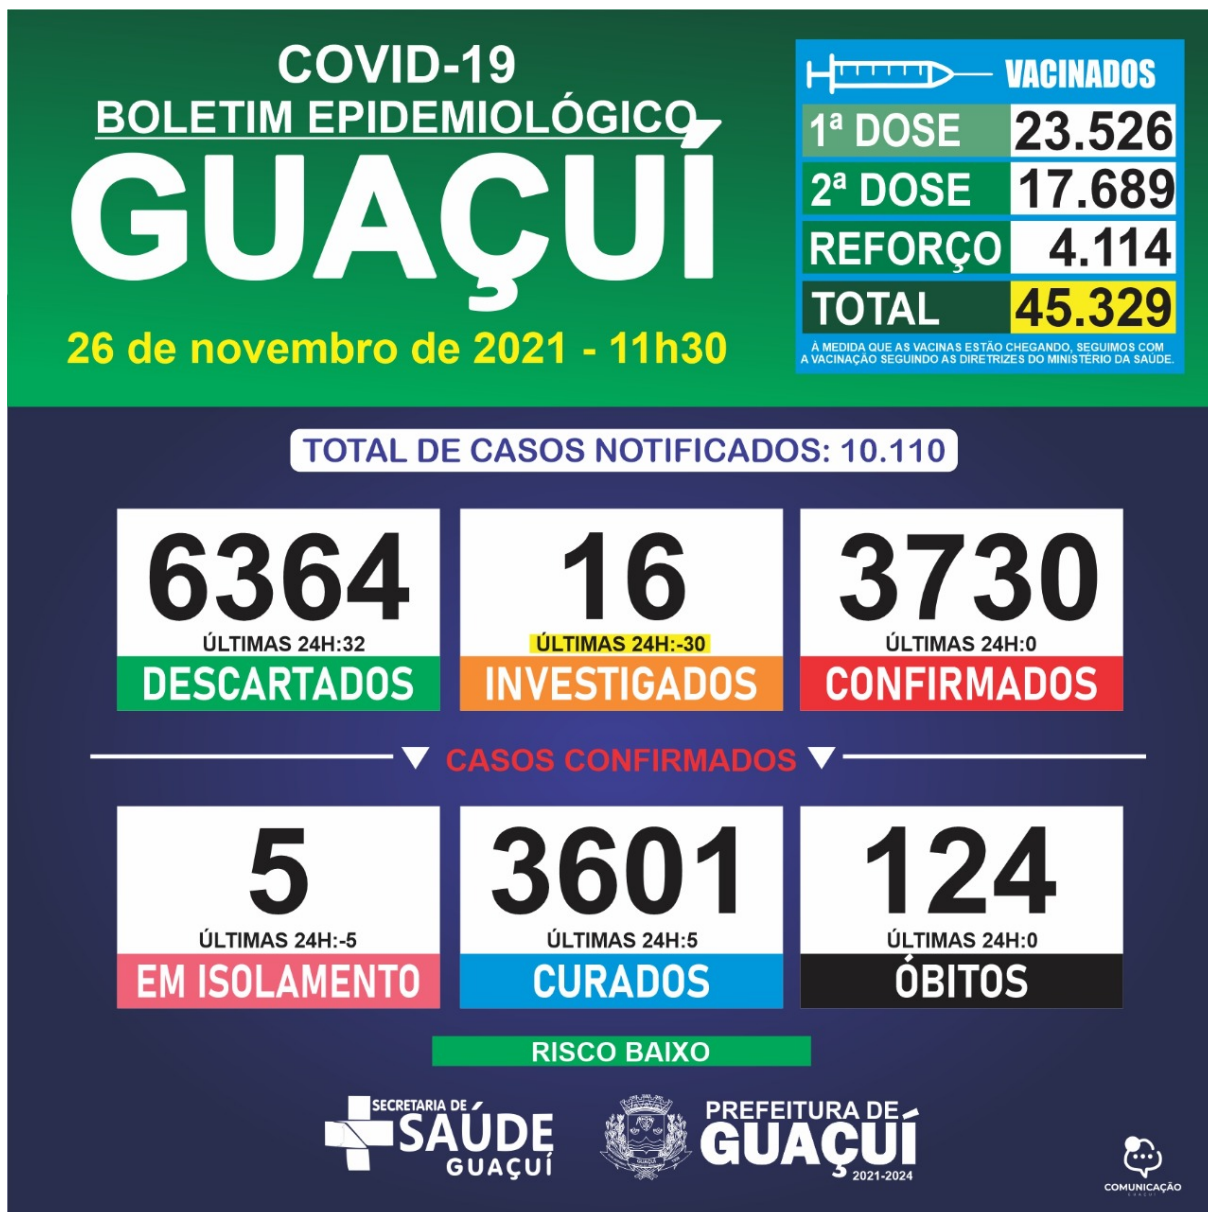 COVID-19
BOLETIM EPIDEMIOLÓGICO
GUAÇUÍ
26 de novembro de 2021 - 11h30
VACINADOS
1ª DOSE 23.526
2ª DOSE 17.689
REFORÇO 4.114
TOTAL 45.329
À MEDIDA QUE AS VACINAS ESTÃO CHEGANDO, SEGUIMOS COM
A VACINAÇÃO SEGUINDO AS DIRETRIZES DO MINISTÉRIO DA SAÚDE.
TOTAL DE CASOS NOTIFICADOS: 10.110
6364
ÚLTIMAS 24H:32
DESCARTADOS
16
ÚLTIMAS 24H:-30
INVESTIGADOS
3730
ÚLTIMAS 24H:0
CONFIRMADOS
CASOS CONFIRMADOS
5
ÚLTIMAS 24H:-5
EM ISOLAMENTO
3601
ÚLTIMAS 24H:5
CURADOS
124
ÚLTIMAS 24H:0
ÓBITOS
RISCO BAIXO
SECRETARIA DE
SAÚDE
GUAÇUÍ
GUAÇUÍ
PREFEITURA DE
GUAÇUÍ
2021-2024
COMUNICAÇÃO